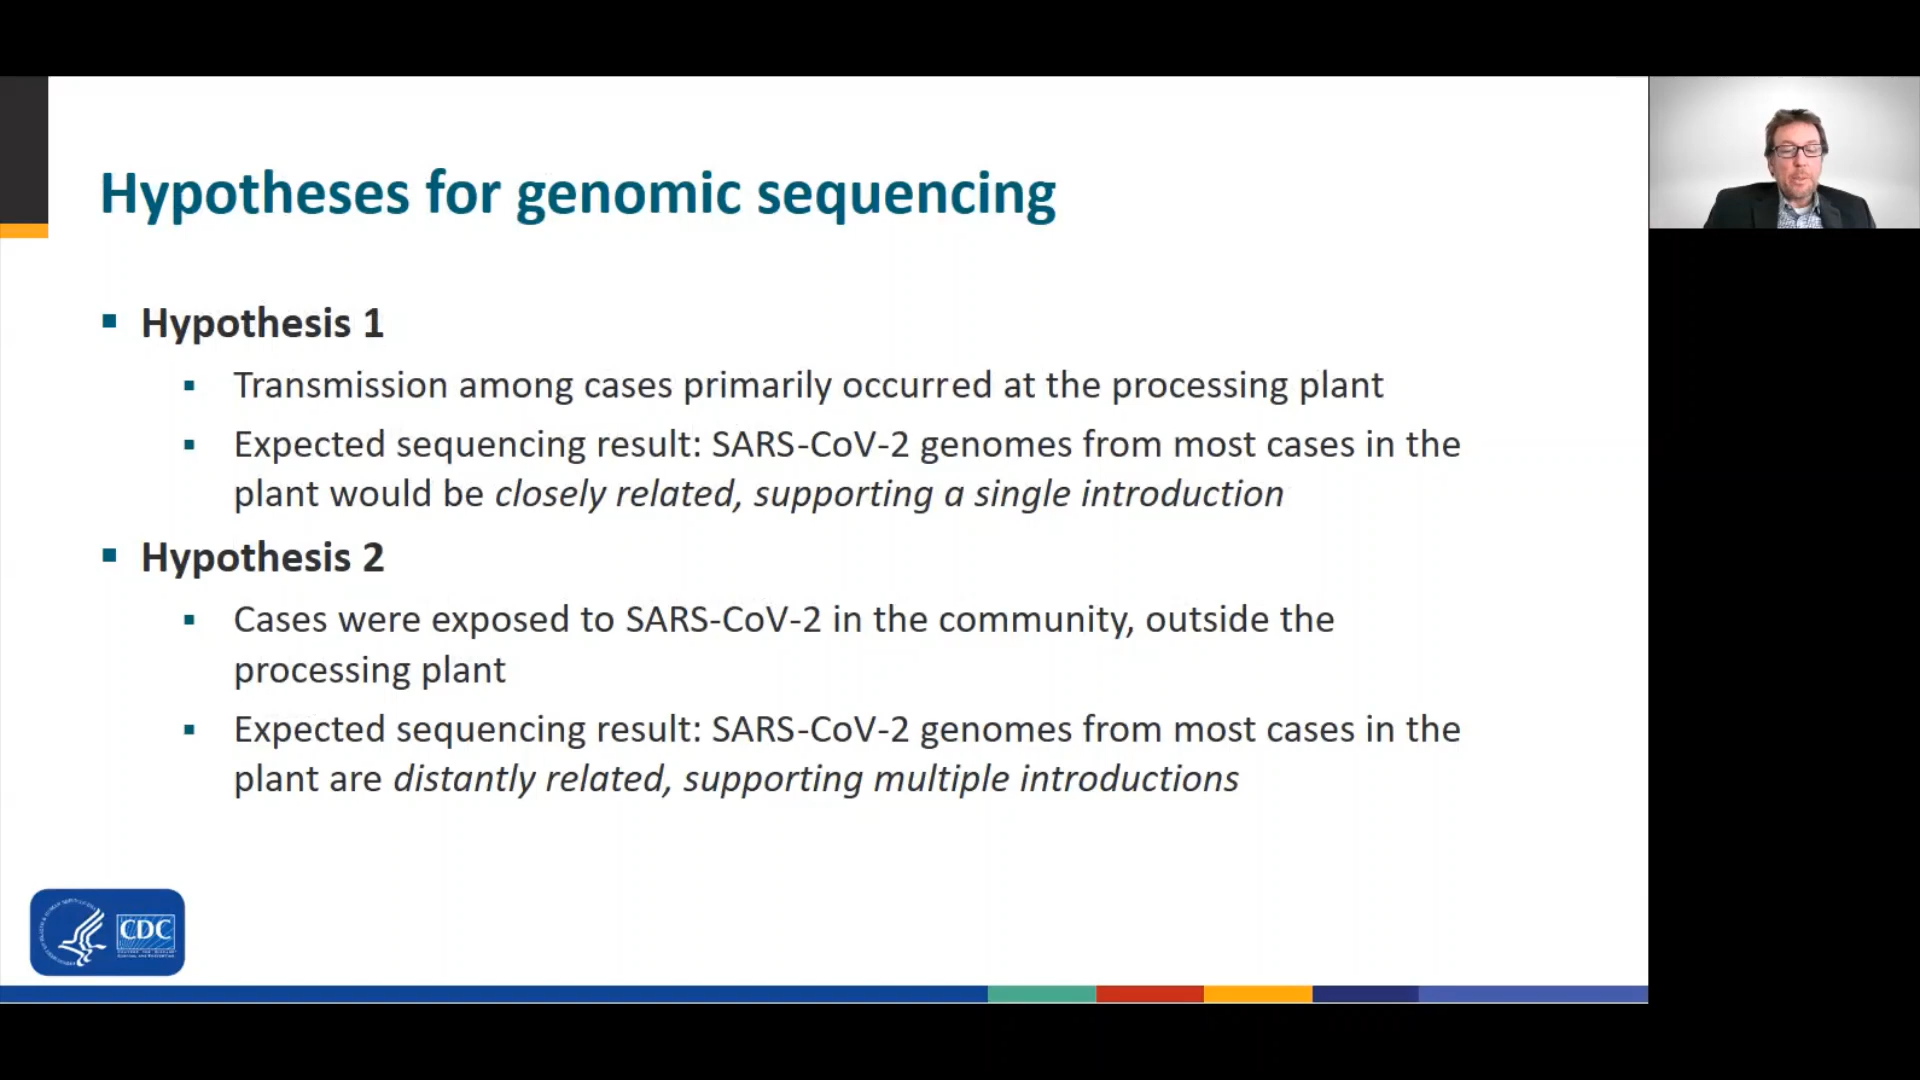 Hypotheses for genomic sequencing
Hypothesis 1
Transmission among cases primarily occurred at the processing plant
Expected sequencing result: SARS-CoV-2 genomes from most cases in the
plant would be closely related, supporting a single introduction
Hypothesis 2
Cases were exposed to SARS-CoV-2 in the community, outside the
processing plant
Expected sequencing result: SARS-CoV-2 genomes from most cases in the
plant are distantly related, supporting multiple introductions
CDC